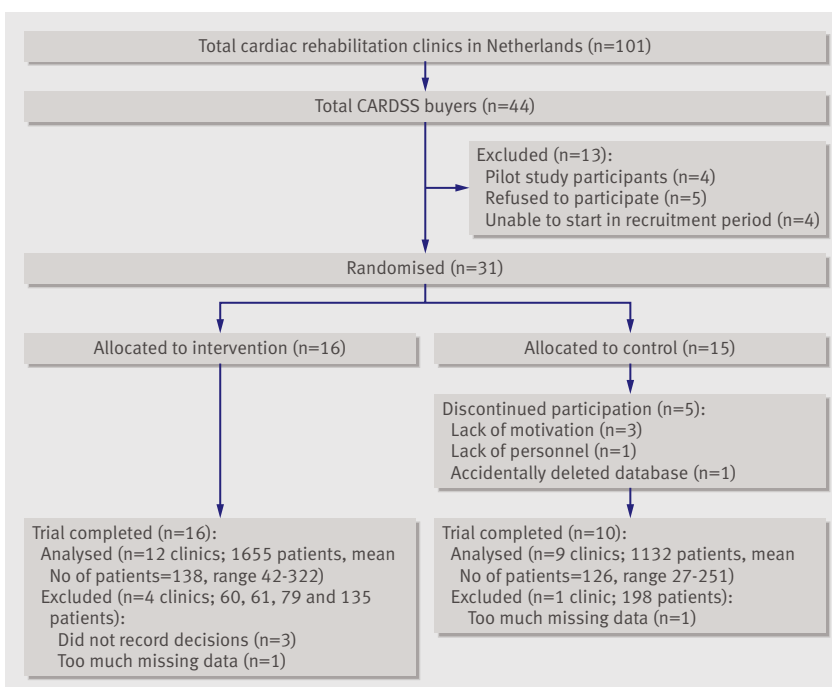 Total cardiac rehabilitation clinics in Netherlands (n=101)
Total CARDSS buyers (n=44)
Excluded (n=13):
Pilot study participants (n=4)
Refused to participate (n=5)
Unable to start in recruitment period (n=4)
Randomised (n=31)
Allocated to intervention (n=16)
Allocated to control (n=15)
Discontinued participation (n=5):
Lack of motivation (n=3)
Lack of personnel (n=1)
Accidentally deleted database (n=1)
Trial completed (n=16):
Analysed (n=12 clinics; 1655 patients, mean
No of patients=138, range 42-322)
Excluded (n=4 clinics; 60, 61, 79 and 135
patients):
Did not record decisions (n=3)
Too much missing data (n=1)
Trial completed (n=10):
Analysed (n=9 clinics; 1132 patients, mean
No of patients=126, range 27-251)
Excluded (n=1 clinic; 198 patients):
Too much missing data (n=1)